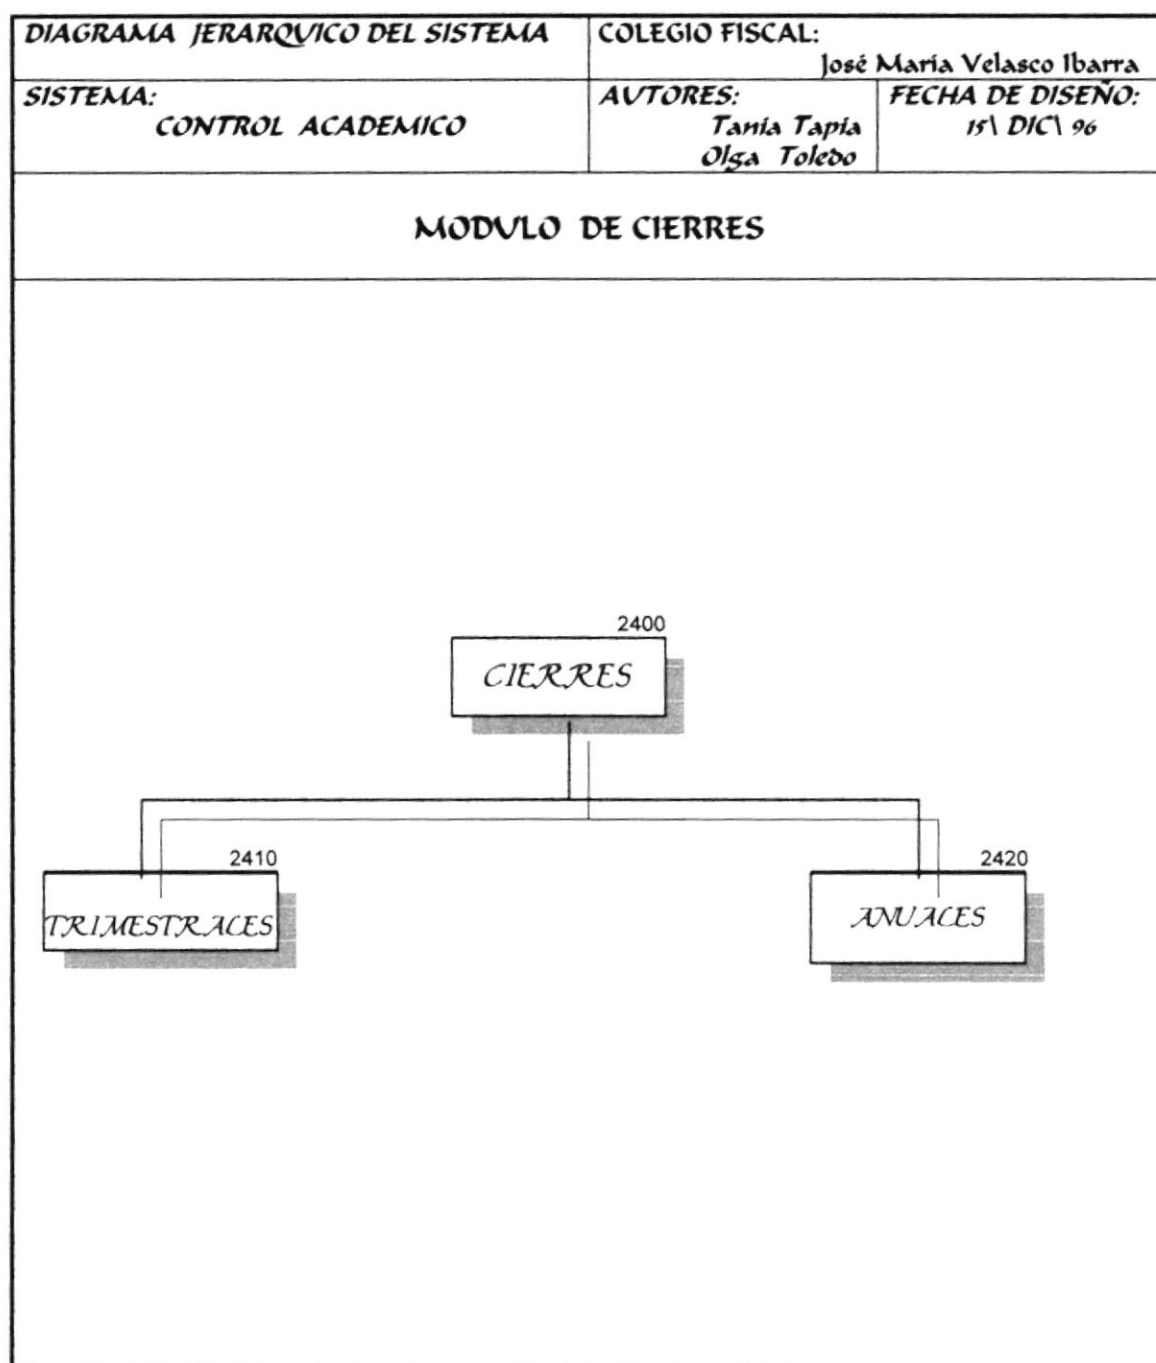 DIAGRAMA JERARQUICO DEL SISTEMA
COLEGIO FISCAL:
José María Velasco Ibarra
SISTEMA:
CONTROL ACADEMICO
AUTORES:
Tania Tapia
Olga Toledo
FECHA DE DISEÑO:
15\ DIC\ 96
MODULO DE CIERRES
2400
CIERRES
2410
TRIMESTRALES
2420
ANUALES